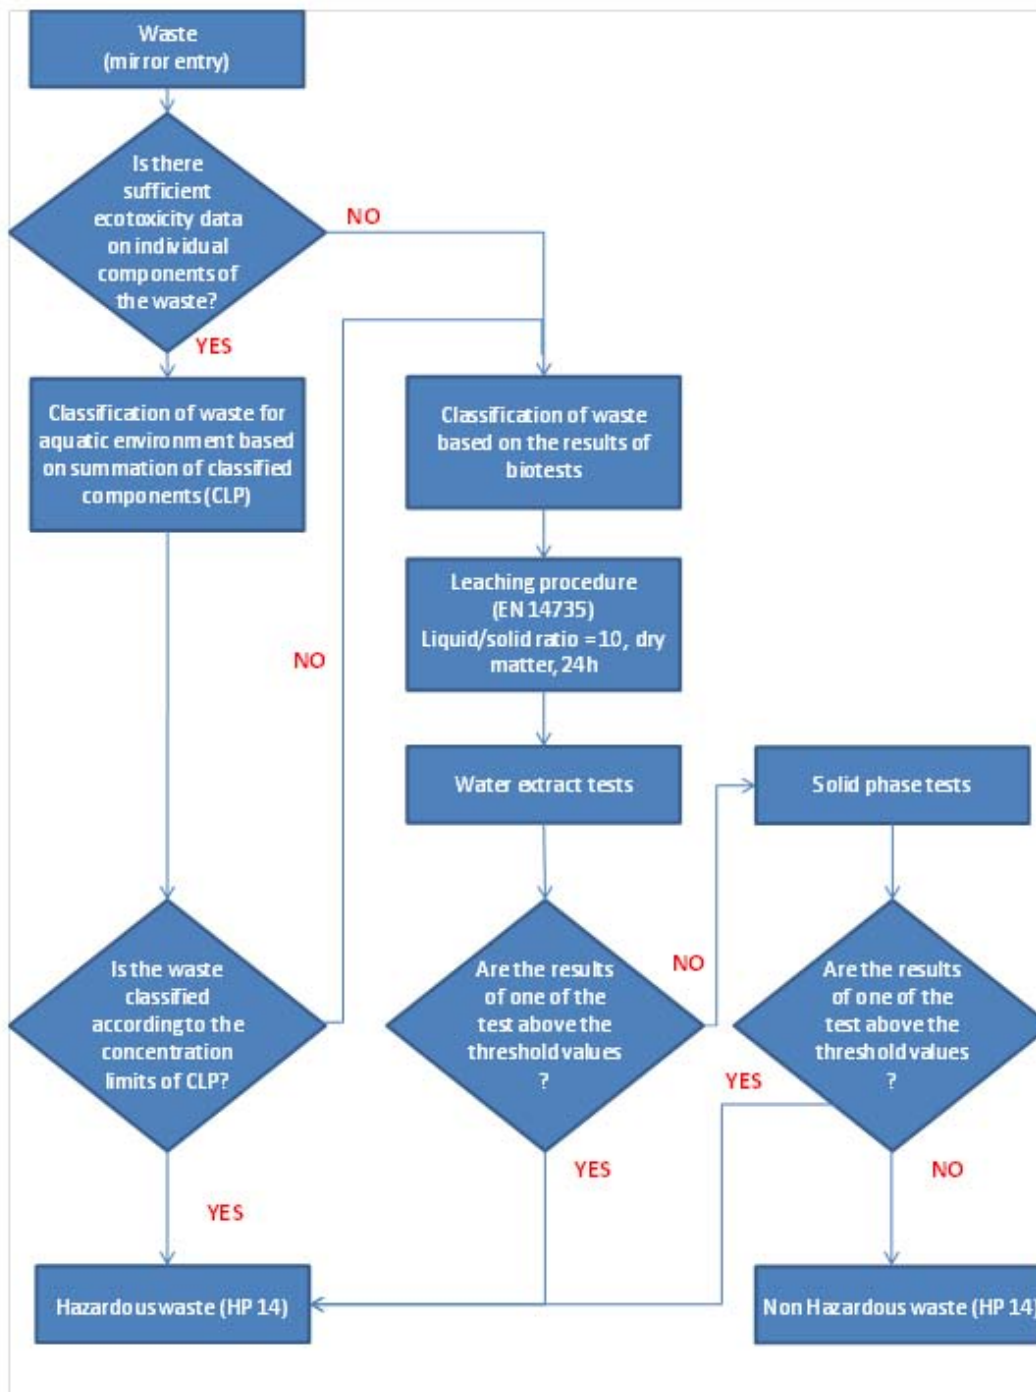 Waste
(mirror entry)
Is there
sufficient
ecotoxicity data
on individual
components of
the waste?
NO
YES
Classification of waste for
aquatic environment based
on summation of classified
components (CLP)
Classification of waste
based on the results of
biotests
Leaching procedure
(EN 14735)
Liquid/solid ratio =10, dry
matter, 24h
NO
Water extract tests
Solid phase tests
Is the waste
classified
according to the
concentration
limits of CLP?
Are the results
of one of the
test above the
threshold values
?
NO
Are the results
of one of the
test above the
threshold values
?
YES
YES
YES
NO
Hazardous waste (HP 14)
Non Hazardous waste (HP 14)